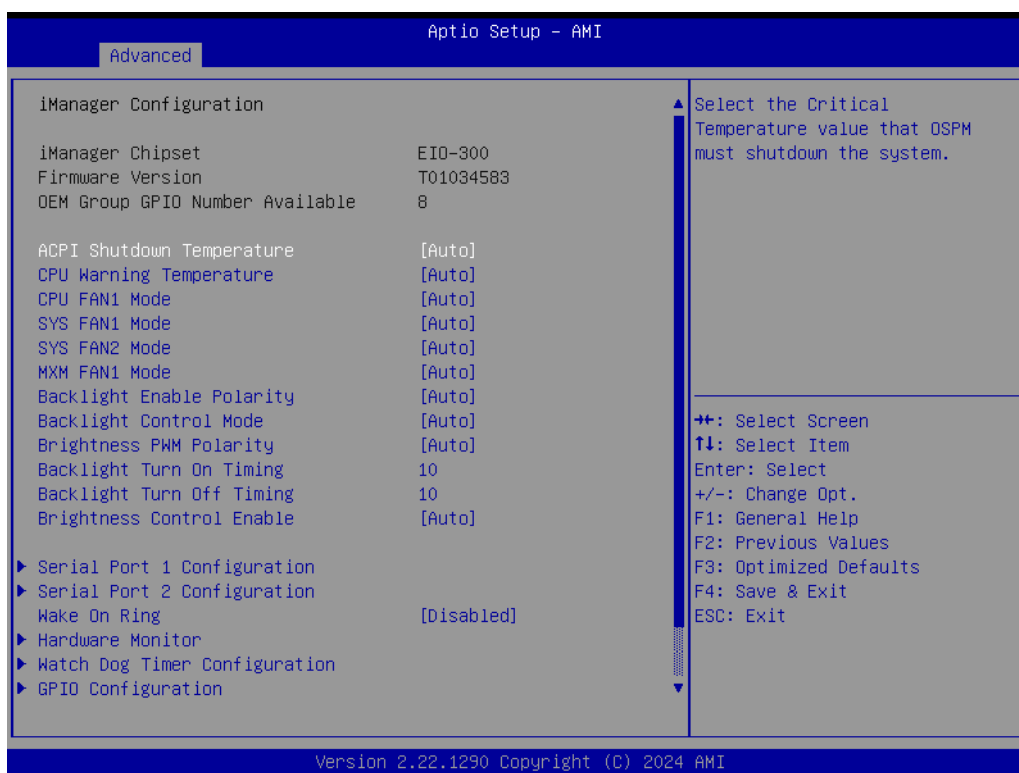 Aptio Setup - AMI
Advanced
iManager Configuration
iManager Chipset EIO-300
Firmware Version T01034583
OEM Group GPIO Number Available 8
ACPI Shutdown Temperature [Auto]
CPU Warning Temperature [Auto]
CPU FAN1 Mode [Auto]
SYS FAN1 Mode [Auto]
SYS FAN2 Mode [Auto]
MXM FAN1 Mode [Auto]
Backlight Enable Polarity [Auto]
Backlight Control Mode [Auto]
Brightness PWM Polarity [Auto]
Backlight Turn On Timing 10
Backlight Turn Off Timing 10
Brightness Control Enable [Auto]
Serial Port 1 Configuration
Serial Port 2 Configuration
Wake On Ring [Disabled]
Hardware Monitor
Watch Dog Timer Configuration
GPIO Configuration
Select the Critical
Temperature value that OSPM
must shutdown the system.
→←: Select Screen
↑↓: Select Item
Enter: Select
+/-: Change Opt.
F1: General Help
F2: Previous Values
F3: Optimized Defaults
F4: Save & Exit
ESC: Exit
Version 2.22.1290 Copyright (C) 2024 AMI